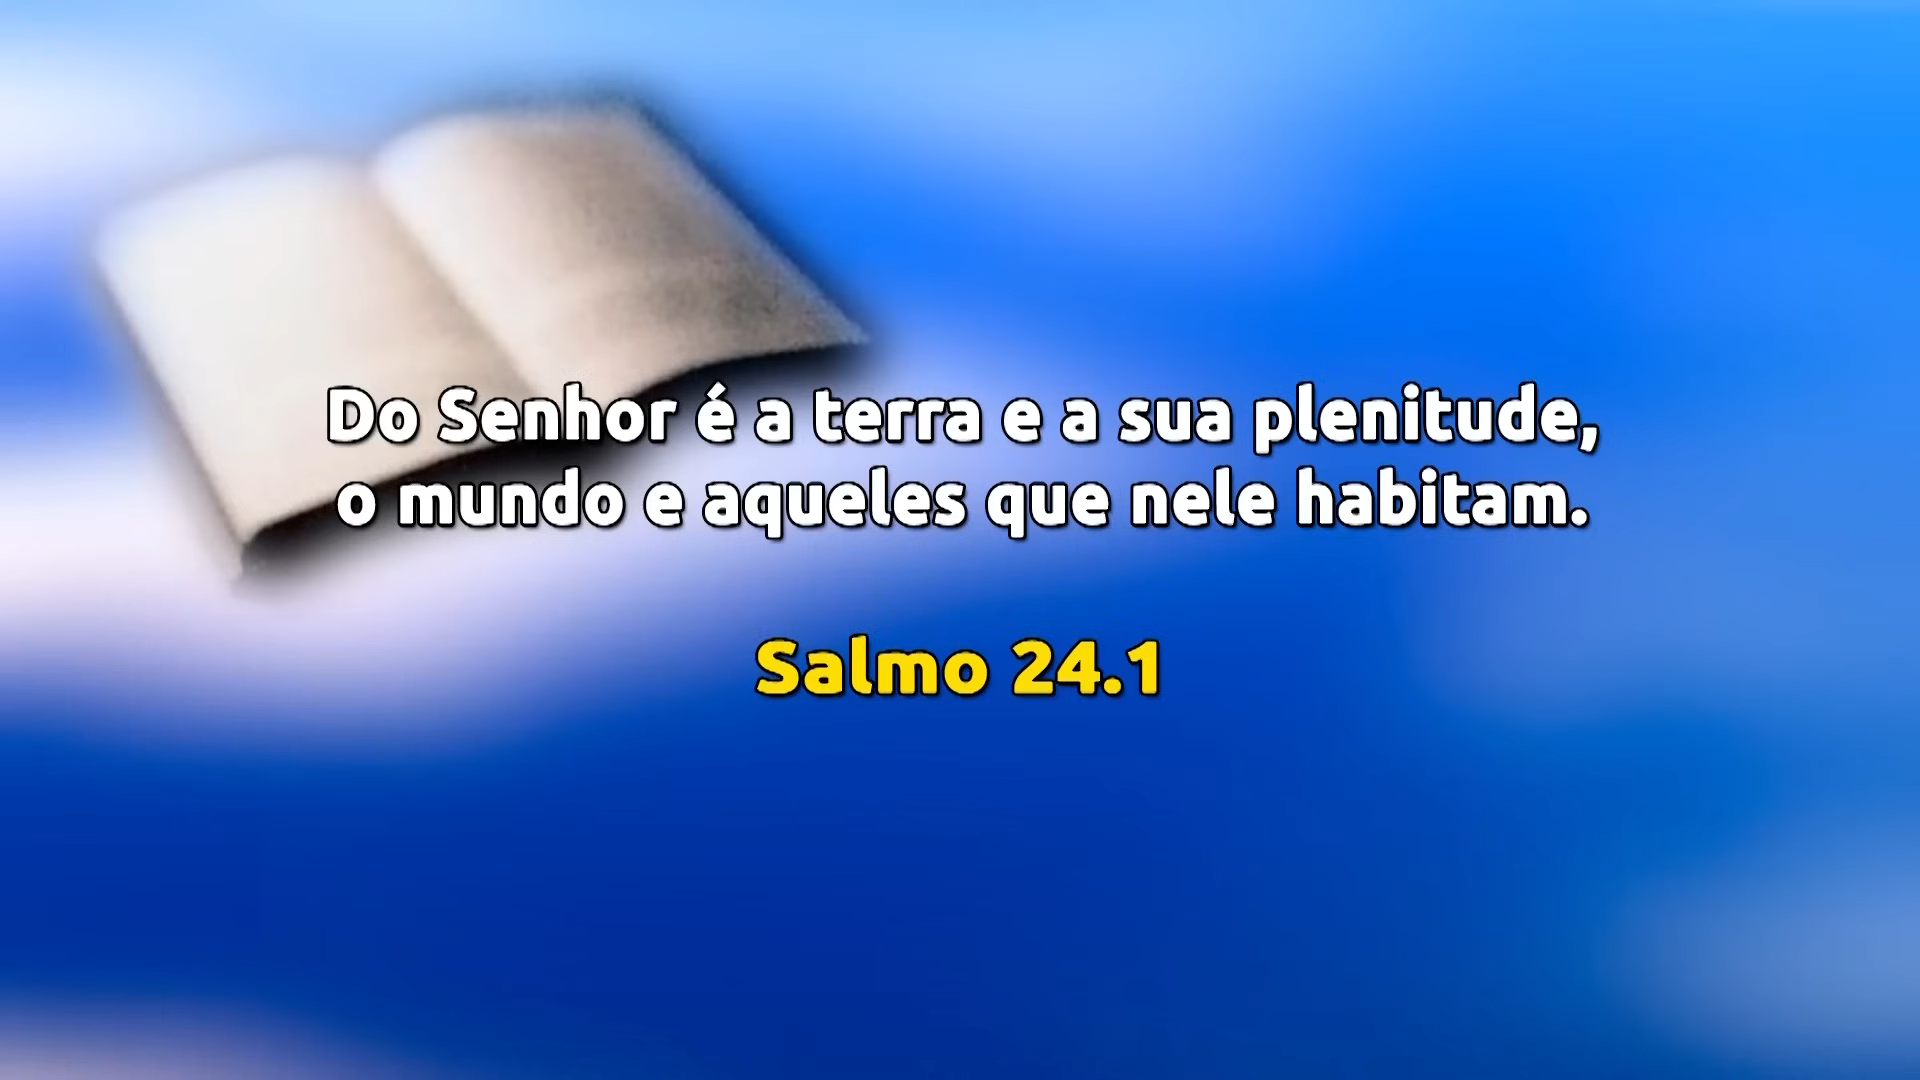 Do Senhor é a terra e a sua plenitude,
o mundo e aqueles que nele habitam.
Salmo 24.1